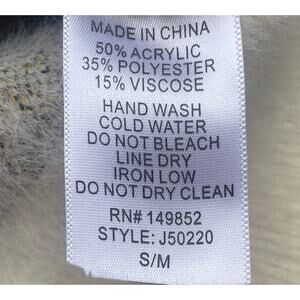 MADE IN CHINA
50% ACRYLIC
35% POLYESTER
15% VISCOSE
HAND WASH
COLD WATER
DO NOT BLEACH
LINE DRY
IRON LOW
DO NOT DRY CLEAN
RN# 149852
STYLE: J50220
S/M